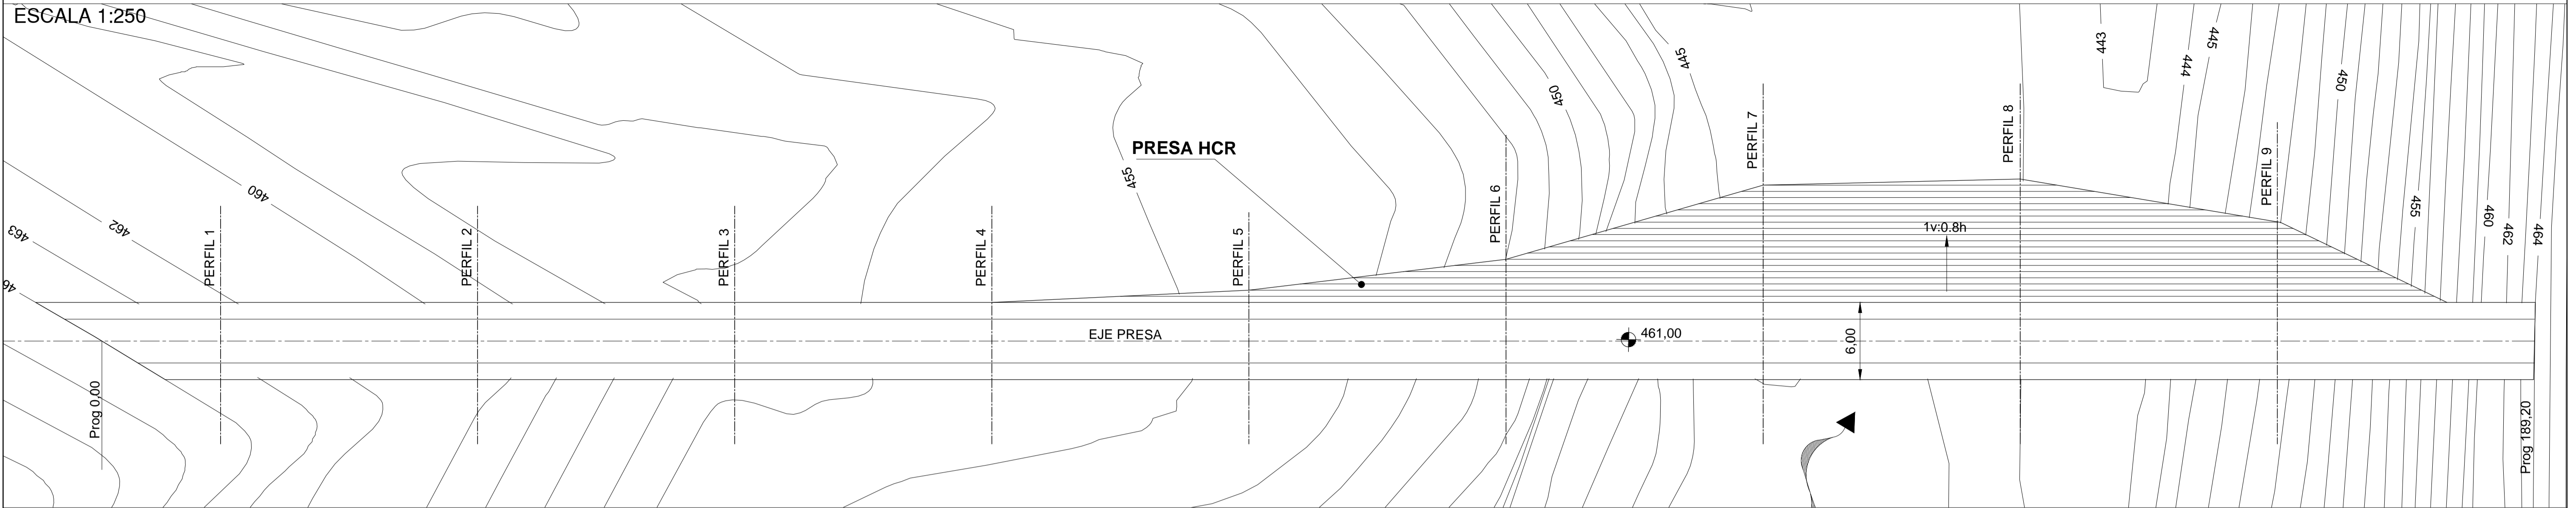 ESCALA 1:250
443
445
444
445
450
450
PRESA HCR
PERFIL 7
PERFIL 8
PERFIL 9
455
460
462
463
PERFIL 1
PERFIL 2
PERFIL 3
PERFIL 4
PERFIL 5
PERFIL 6
1v:0.8h
455
460
462
464
46
EJE PRESA
461,00
6,00
Prog 0,00
Prog 189,20